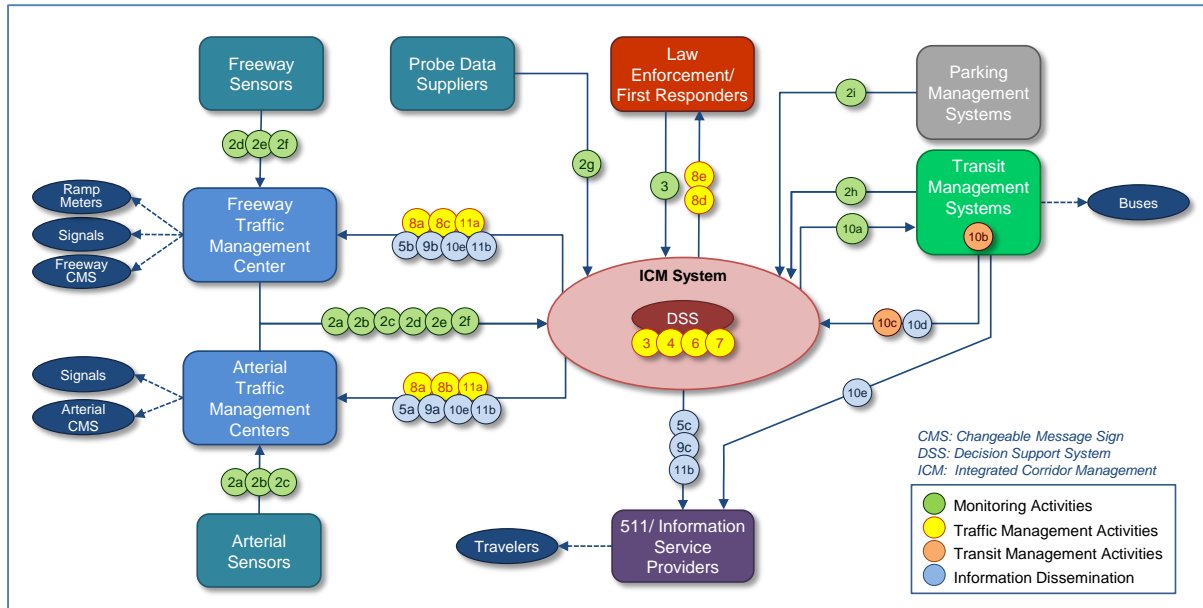 Freeway
Sensors
Probe Data
Suppliers
Law
Enforcement/
First Responders
Parking
Management
Systems
2i
2d 2e 2f
2g
3
8e
8d
Transit
Management
Systems
2h
10a
10b
Buses
Ramp
Meters
Signals
Freeway
CMS
Freeway
Traffic
Management
Center
8a 8c 11a
5b 9b 10e 11b
ICM System
DSS
3 4 6 7
2a 2b 2c 2d 2e 2f
10c 10d
Signals
Arterial
CMS
Arterial
Traffic
Management
Centers
8a 8b 11a
5a 9a 10e 11b
10e
5c
9c
11b
2a 2b 2c
Arterial
Sensors
Travelers
511/ Information
Service
Providers
CMS: Changeable Message Sign
DSS: Decision Support System
ICM: Integrated Corridor Management
Monitoring Activities
Traffic Management Activities
Transit Management Activities
Information Dissemination